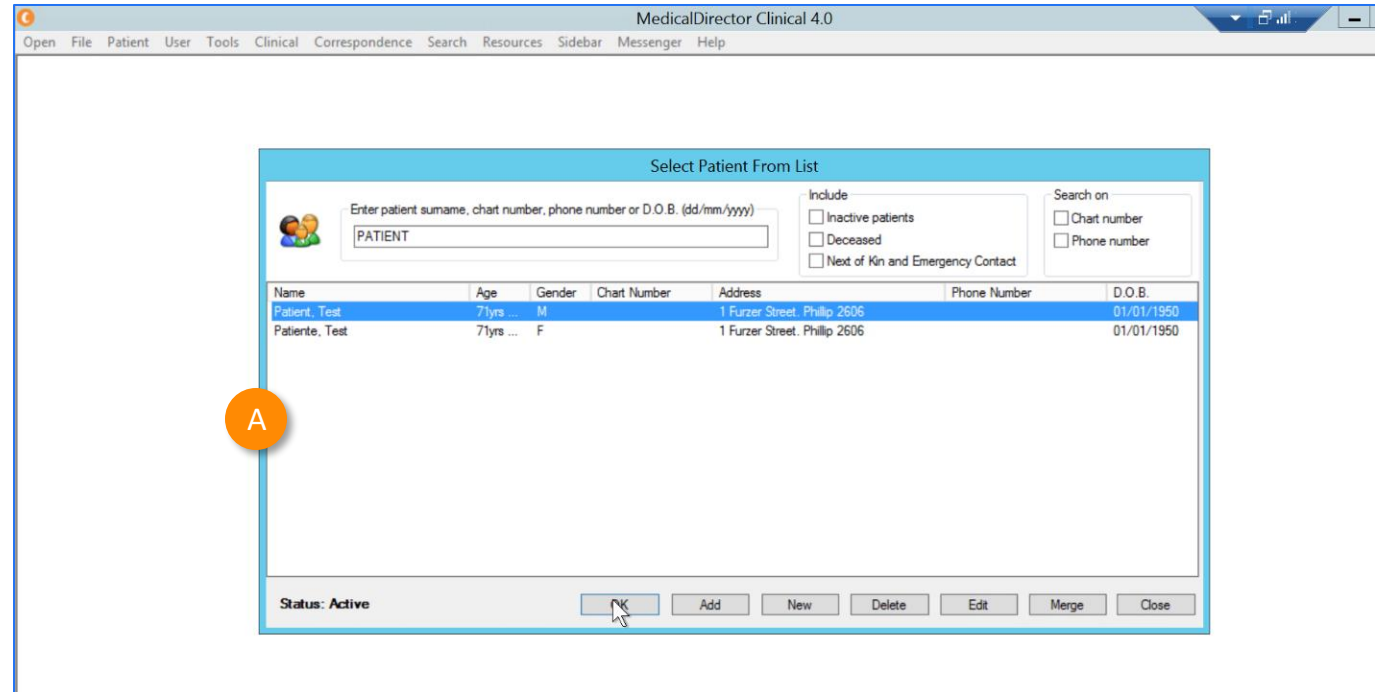 MedicalDirector Clinical 4.0
Open File Patient User Tools Clinical Correspondence Search Resources Sidebar Messenger Help
Select Patient From List
Enter patient surname, chart number, phone number or D.O.B. (dd/mm/yyyy)
PATIENT
Include
Inactive patients
Deceased
Next of Kin and Emergency Contact
Search on
Chart number
Phone number
Name Age Gender Chart Number Address Phone Number D.O.B.
Patient, Test 71yrs ... M 1 Furzer Street. Phillip 2606 01/01/1950
Patiente, Test 71yrs ... F 1 Furzer Street. Phillip 2606 01/01/1950
A
Status: Active
OK Add New Delete Edit Merge Close